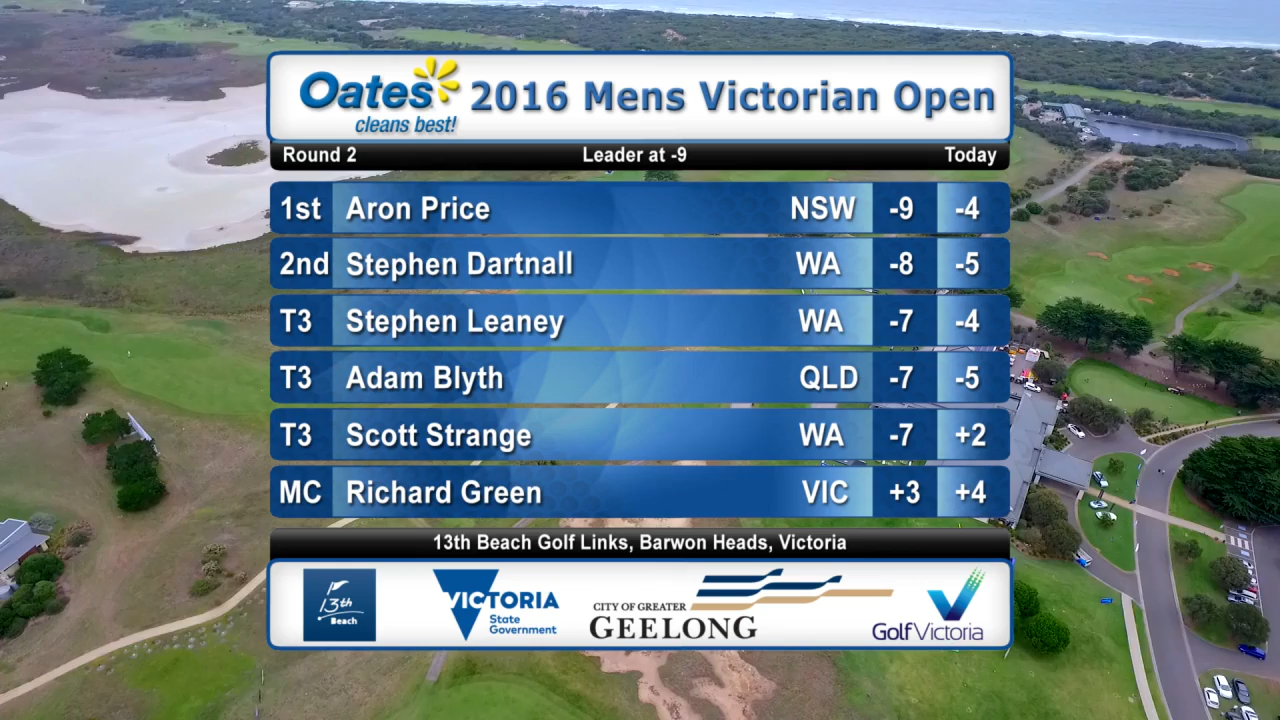 Oates
cleans best!
2016 Mens Victorian Open
Round 2 Leader at -9 Today
1st Aron Price NSW -9 -4
2nd Stephen Dartnall WA -8 -5
T3 Stephen Leaney WA -7 -4
T3 Adam Blyth QLD -7 -5
T3 Scott Strange WA -7 +2
MC Richard Green VIC +3 +4
13th Beach Golf Links, Barwon Heads, Victoria
13th
Beach
VICTORIA
State
Government
CITY OF GREATER
GEELONG
GolfVictoria